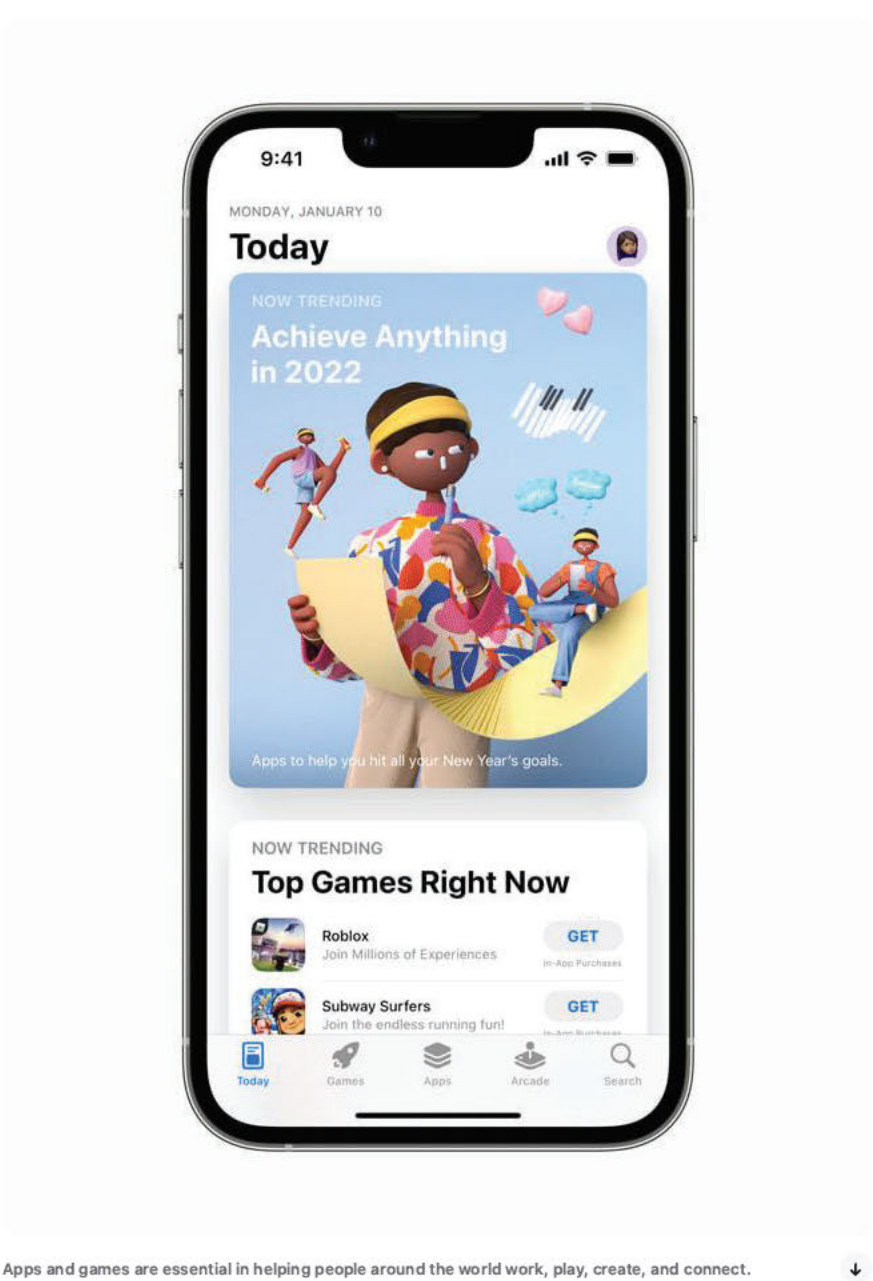 9:41
MONDAY, JANUARY 10
Today
NOW TRENDING
Achieve Anything
in 2022
Apps to help you hit all your New Year's goals.
NOW TRENDING
Top Games Right Now
Roblox
Join Millions of Experiences
GET
In-App Purchases
Subway Surfers
Join the endless running fun!
GET
In-App Purchases
Today
Games
Apps
Arcade
Search
Apps and games are essential in helping people around the world work, play, create, and connect.